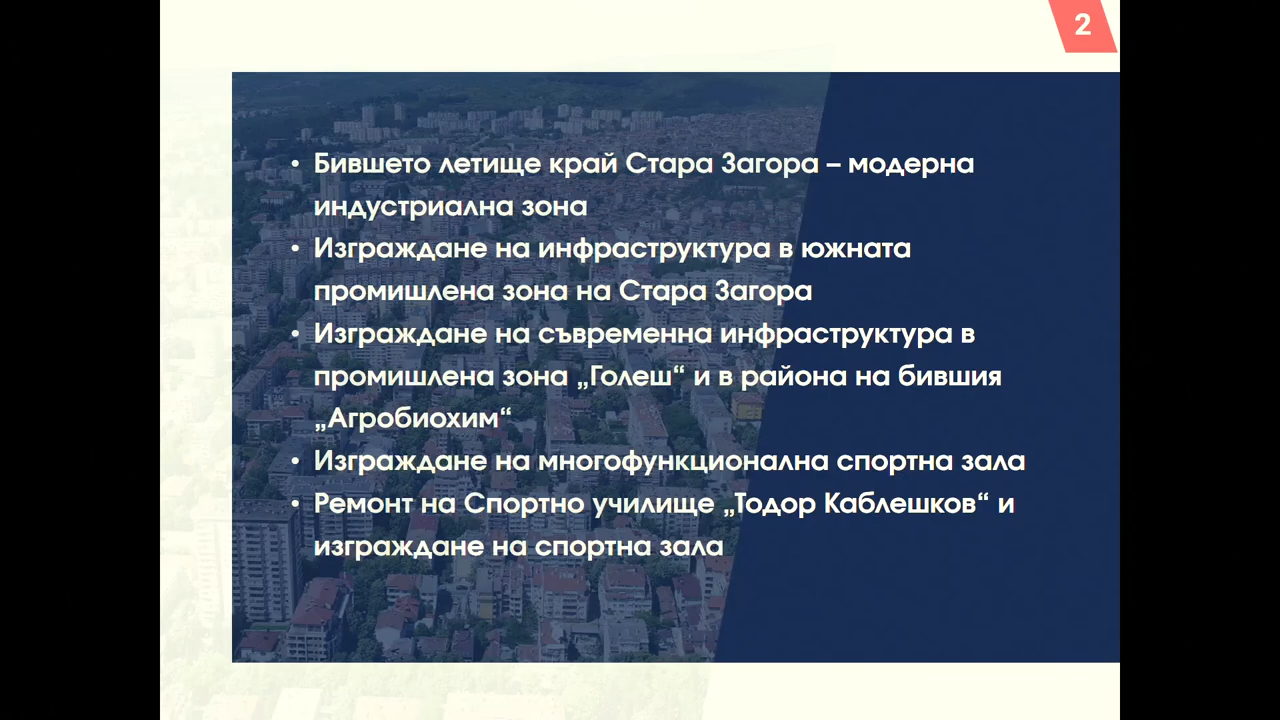 2
• Бившето летище край Стара Загора – модерна
индустриална зона
• Изграждане на инфраструктура в южната
промишлена зона на Стара Загора
• Изграждане на съвременна инфраструктура в
промишлена зона „Голеш“ и в района на бившия
„Агробиохим“
• Изграждане на многофункционална спортна зала
• Ремонт на Спортно училище „Тодор Каблешков“ и
изграждане на спортна зала